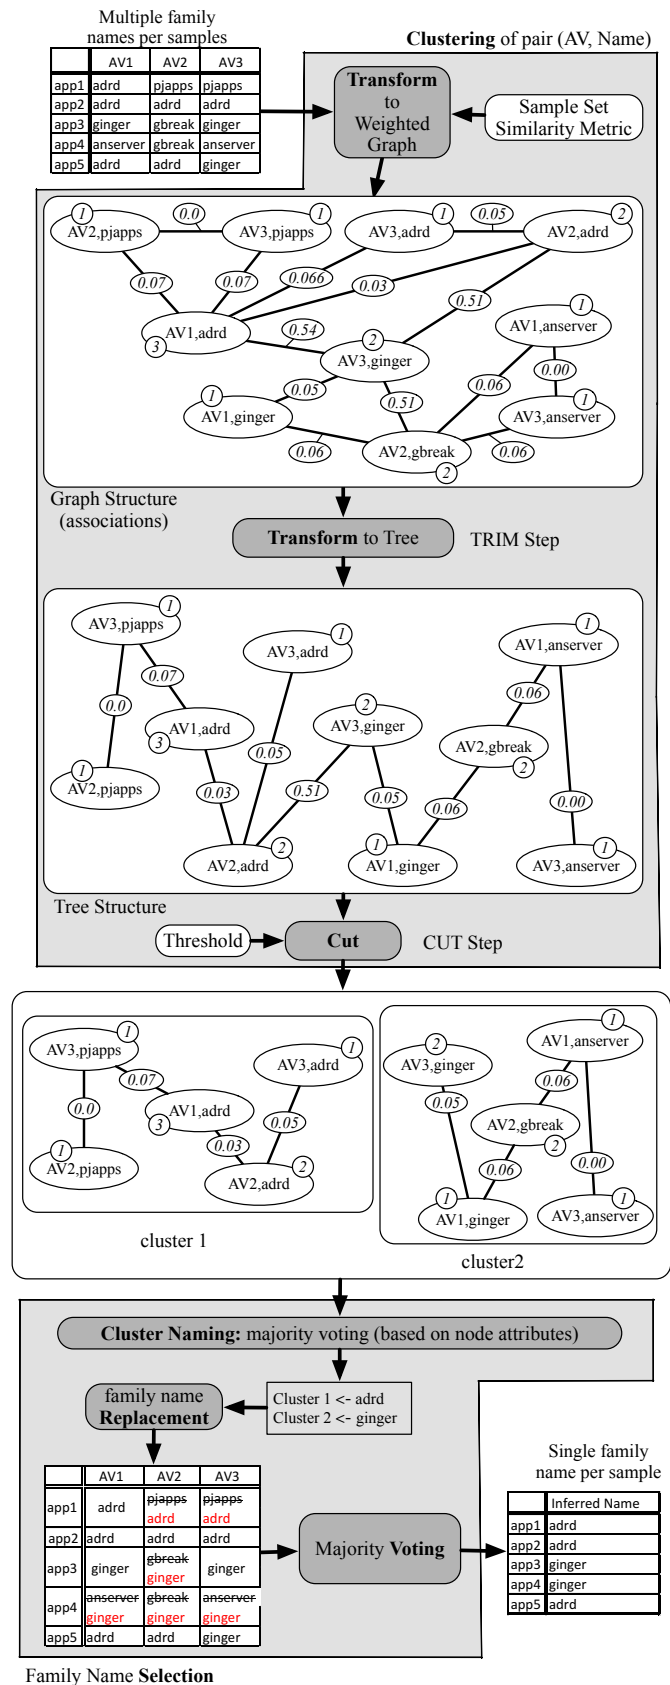 Multiple family
names per samples
Clustering of pair (AV, Name)
AV1 AV2 AV3
app1 adrd pjapps pjapps
app2 adrd adrd adrd
app3 ginger gbreak ginger
app4 anserver gbreak anserver
app5 adrd adrd ginger
Transform
to
Weighted
Graph
Sample Set
Similarity Metric
1 0.0 1 1 0.05 2
AV2,pjapps AV3,pjapps AV3,adrd AV2,adrd
0.07 0.07 0.066 0.03 0.51
AV1,adrd 3 0.54 2 AV3,ginger 1 AV1,anserver
1 0.05 0.51 0.06 0.00 1
AV1,ginger AV3,anserver
0.06 AV2,gbreak 2 0.06
Graph Structure
(associations)
Transform to Tree
TRIM Step
1
AV3,pjapps
1
AV3,adrd
1
AV1,anserver
0.07
0.0
0.06
AV1,adrd
3
2
AV3,ginger
AV2,gbreak
2
1
AV2,pjapps
0.03 0.05 0.51 0.05 0.06 0.00
AV2,adrd 2
1 AV1,ginger
1 AV3,anserver
Tree Structure
Threshold
Cut
CUT Step
1
AV3,pjapps
0.07
1
AV3,adrd
2
AV3,ginger
1
AV1,anserver
0.0
AV1,adrd
3
0.05
0.05
0.06
AV2,gbreak
2
1
AV2,pjapps
0.03
AV2,adrd 2
0.06
0.00
1
AV1,ginger
1
AV3,anserver
cluster 1
cluster2
Cluster Naming: majority voting (based on node attributes)
family name
Replacement
Cluster 1 <- adrd
Cluster 2 <- ginger
AV1 AV2 AV3
app1 adrd pjapps pjapps
adrd adrd
app2 adrd adrd adrd
app3 ginger gbreak ginger
ginger
app4 anserver gbreak anserver
ginger ginger ginger
app5 adrd adrd ginger
Majority Voting
Single family
name per sample
Inferred Name
app1 adrd
app2 adrd
app3 ginger
app4 ginger
app5 adrd
Family Name Selection